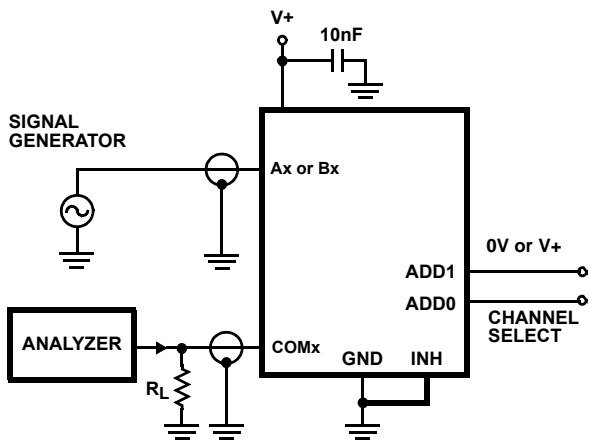 V+
10nF
SIGNAL
GENERATOR
Ax or Bx
0V or V+
ADD1
ADD0
CHANNEL
SELECT
ANALYZER
COMx
GND
INH
RL